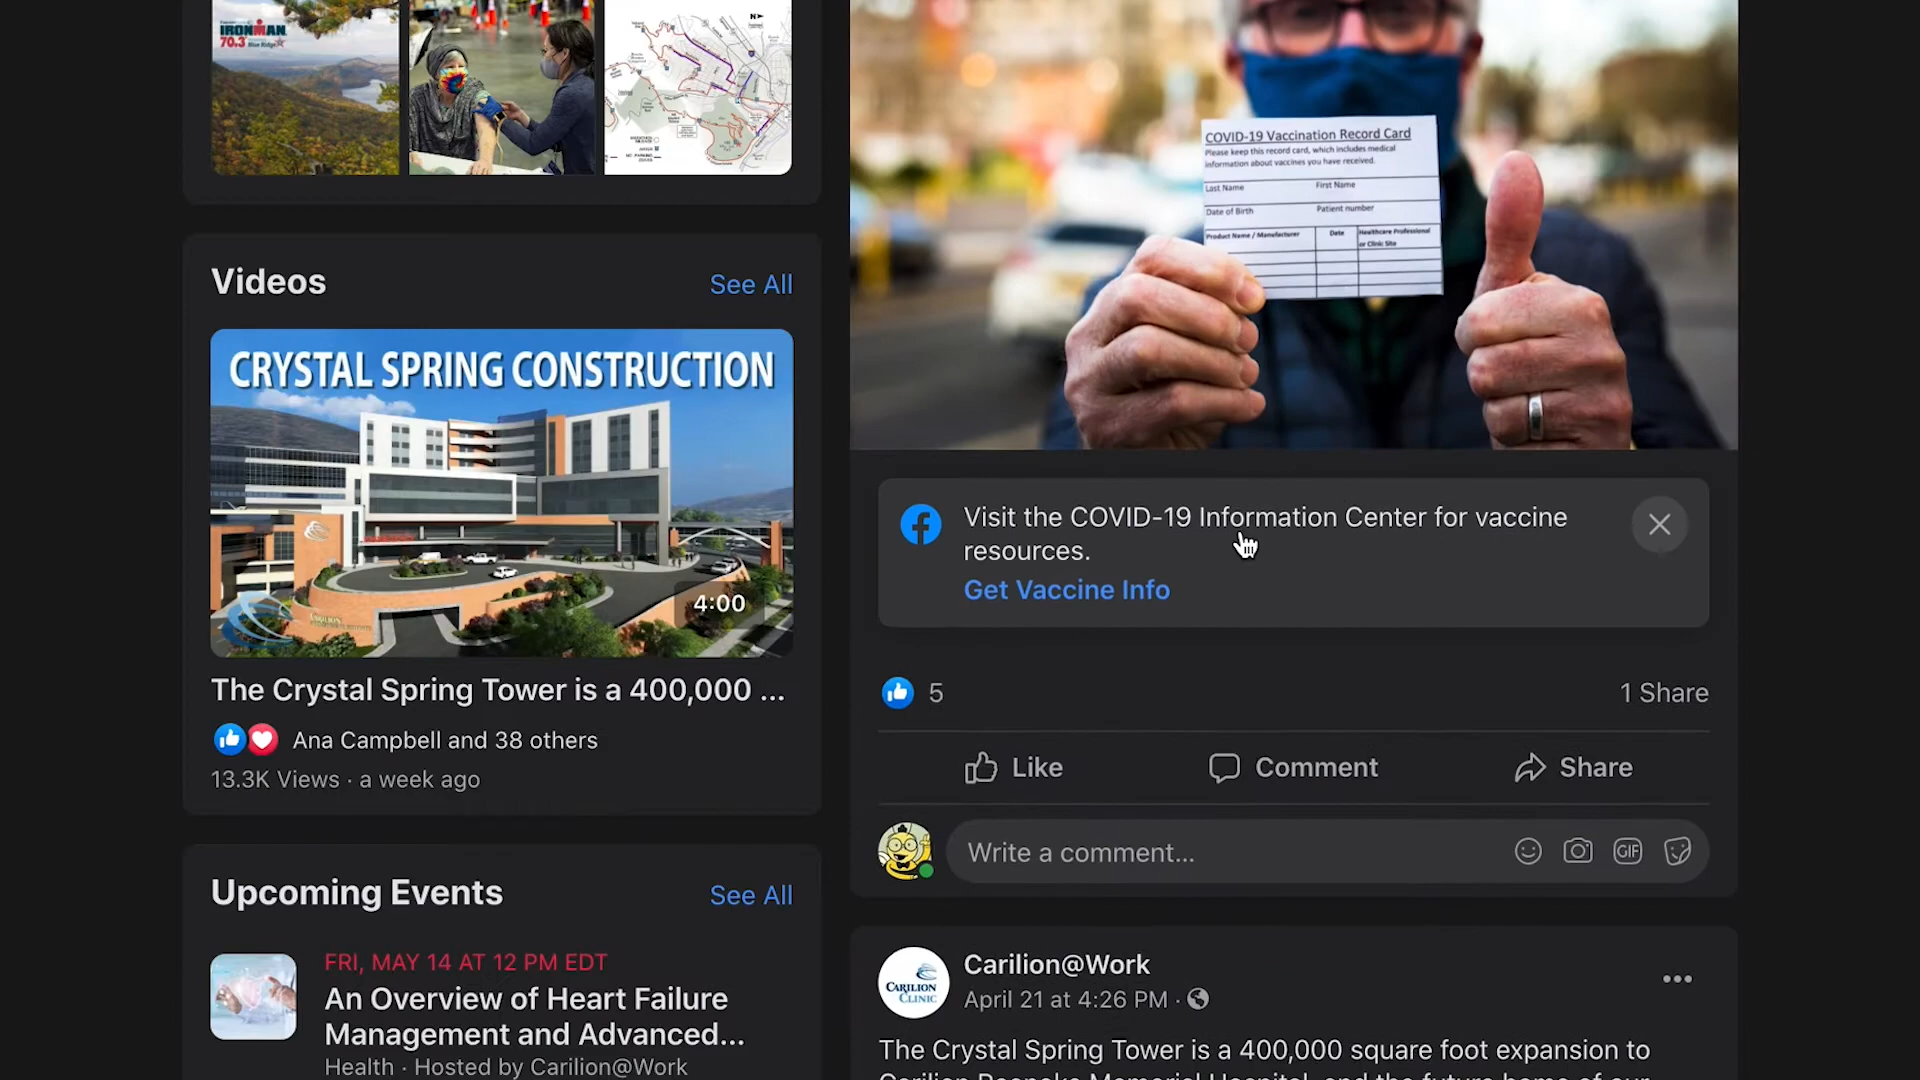 IRONMAN
70.3 Blue Ridge
N
Videos
See All
CRYSTAL SPRING CONSTRUCTION
4:00
The Crystal Spring Tower is a 400,000 ...
Ana Campbell and 38 others
13.3K Views · a week ago
Upcoming Events
See All
FRI, MAY 14 AT 12 PM EDT
An Overview of Heart Failure
Management and Advanced...
Health · Hosted by Carilion@Work
COVID-19 Vaccination Record Card
Please keep this record card, which includes medical
information about vaccines you have received.
Last Name First Name
Date of Birth Patient number
Product Name / Manufacturer Date Healthcare Professional
or Clinic Site
Visit the COVID-19 Information Center for vaccine
resources.
Get Vaccine Info
5
1 Share
Like Comment Share
Write a comment...
GIF
CARILION
CLINIC
Carilion@Work
April 21 at 4:26 PM ·
The Crystal Spring Tower is a 400,000 square foot expansion to